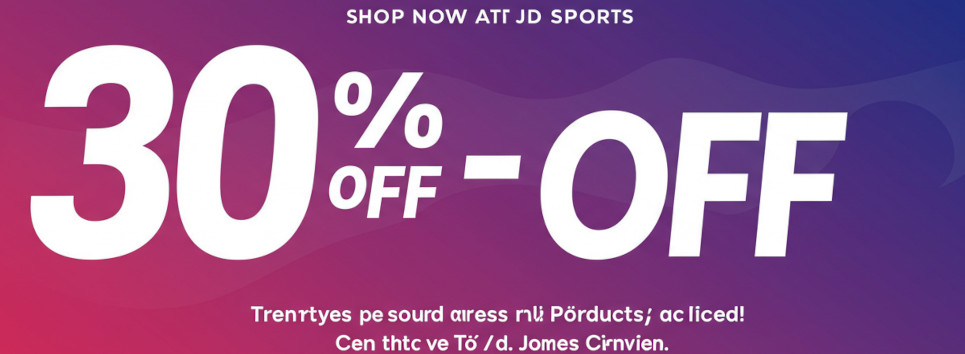 SHOP NOW ATT JD SPORTS
30% OFF - OFF
Trenrtyes pe sourd aress Pörducts; ac liced!
Cen thtc ve Tö /d. Jomes Cirnvien.